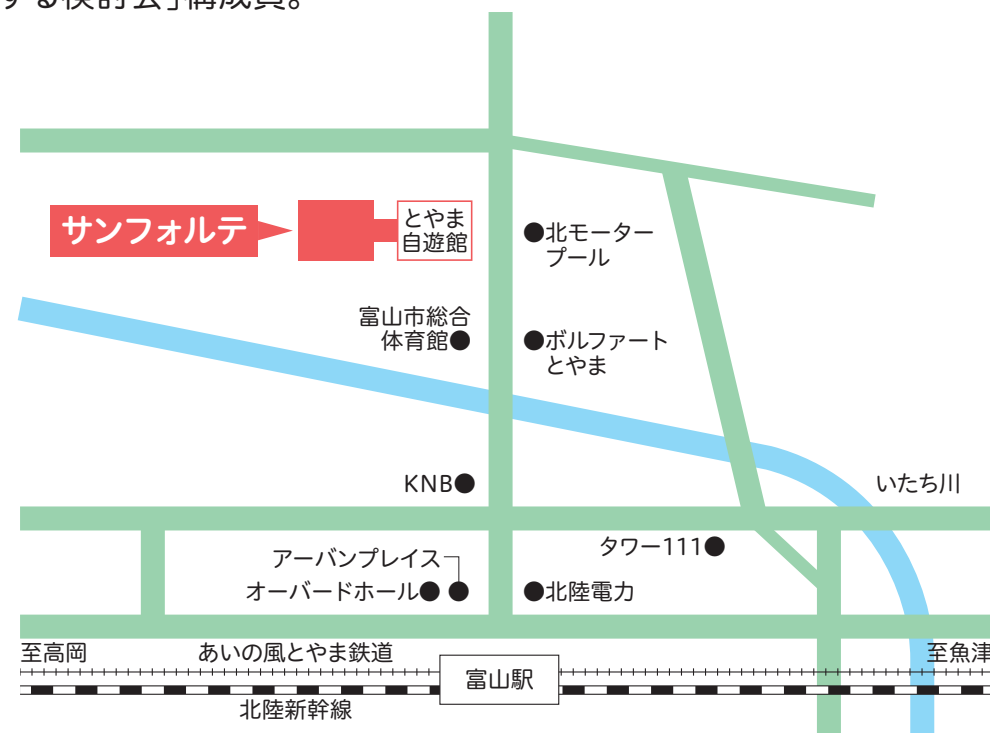 する検討会」構成員。
サンフォルテ
とやま
自遊館
北モーター
プール
富山市総合
体育館
ボルファート
とやま
KNB
いたち川
アーバンプレイス
タワー111
オーバードホール
北陸電力
至高岡
あいの風とやま鉄道
富山駅
至魚津
北陸新幹線